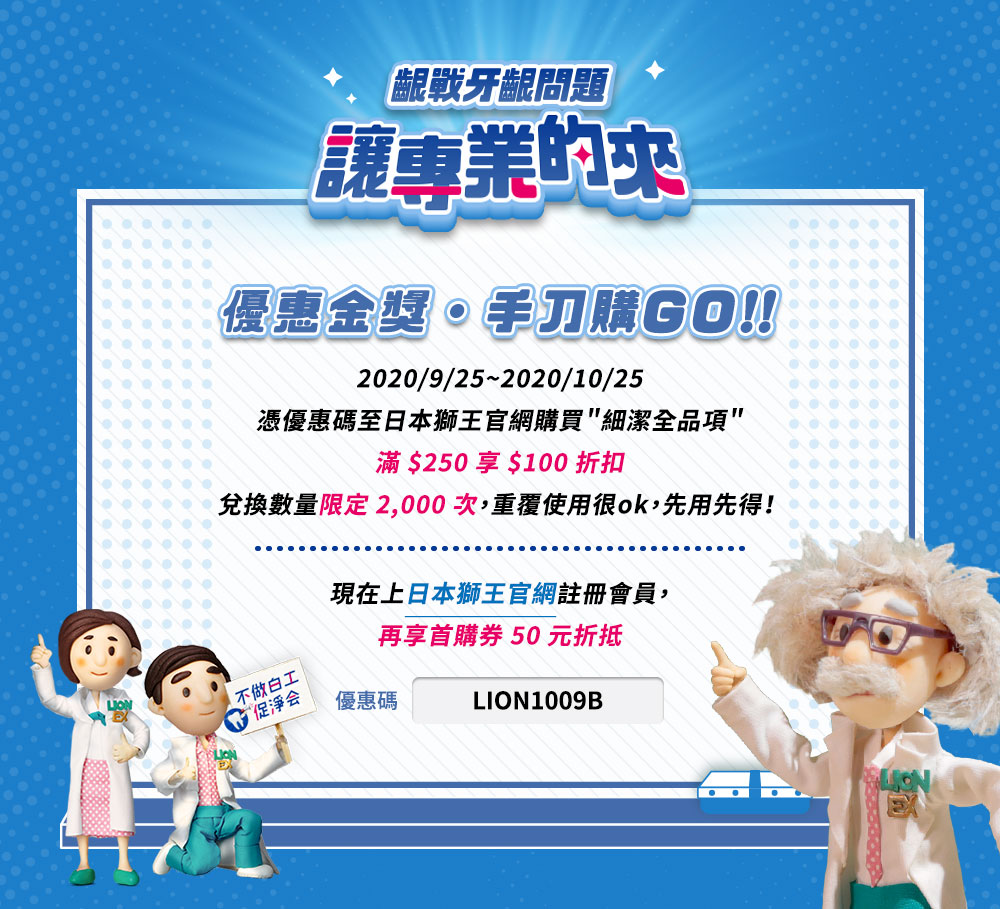 齦戰牙齦問題
讓專業的來
優惠金獎・手刀購GO!!
2020/9/25~2020/10/25
憑優惠碼至日本獅王官網購買"細潔全品項"
滿 $250 享 $100 折扣
兌換數量限定 2,000 次,重覆使用很ok,先用先得!
現在上日本獅王官網註冊會員,
再享首購券 50 元折抵
優惠碼 LION1009B
不做白工
促淨会
LION
EX
LION
EX
LION
EX